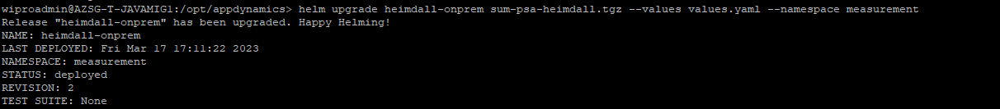 wiproadmin@AZSG-T-JAVAMIG1:/opt/appdynamics> helm upgrade heimdall-onprem sum-psa-heimdall.tgz --values values.yaml --namespace measurement
Release "heimdall-onprem" has been upgraded. Happy Helming!
NAME: heimdall-onprem
LAST DEPLOYED: Fri Mar 17 17:11:22 2023
NAMESPACE: measurement
STATUS: deployed
REVISION: 2
TEST SUITE: None